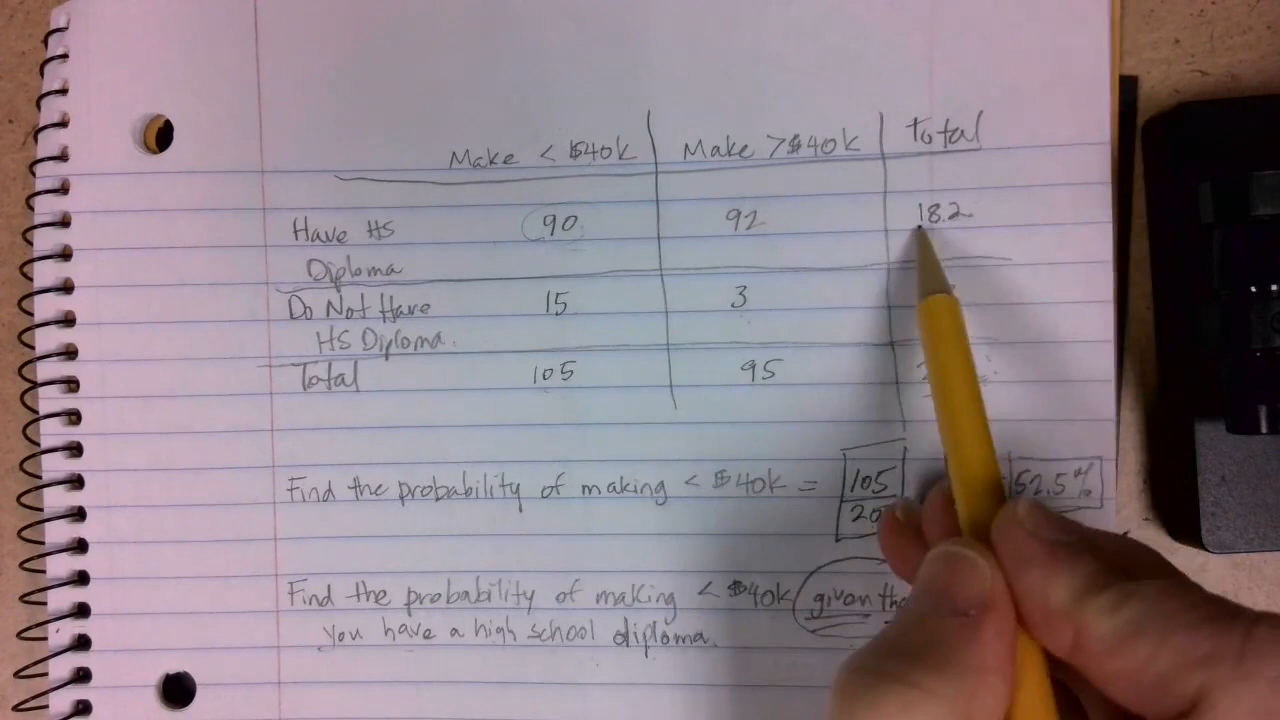 Make < $40k Make > $40k Total
Have HS 90 92 182
Diploma
Do Not Have 15 3
HS Diploma.
Total 105 95
Find the probability of making < $40k = 105 52.5%
20
Find the probability of making < $40k given
you have a high school diploma.